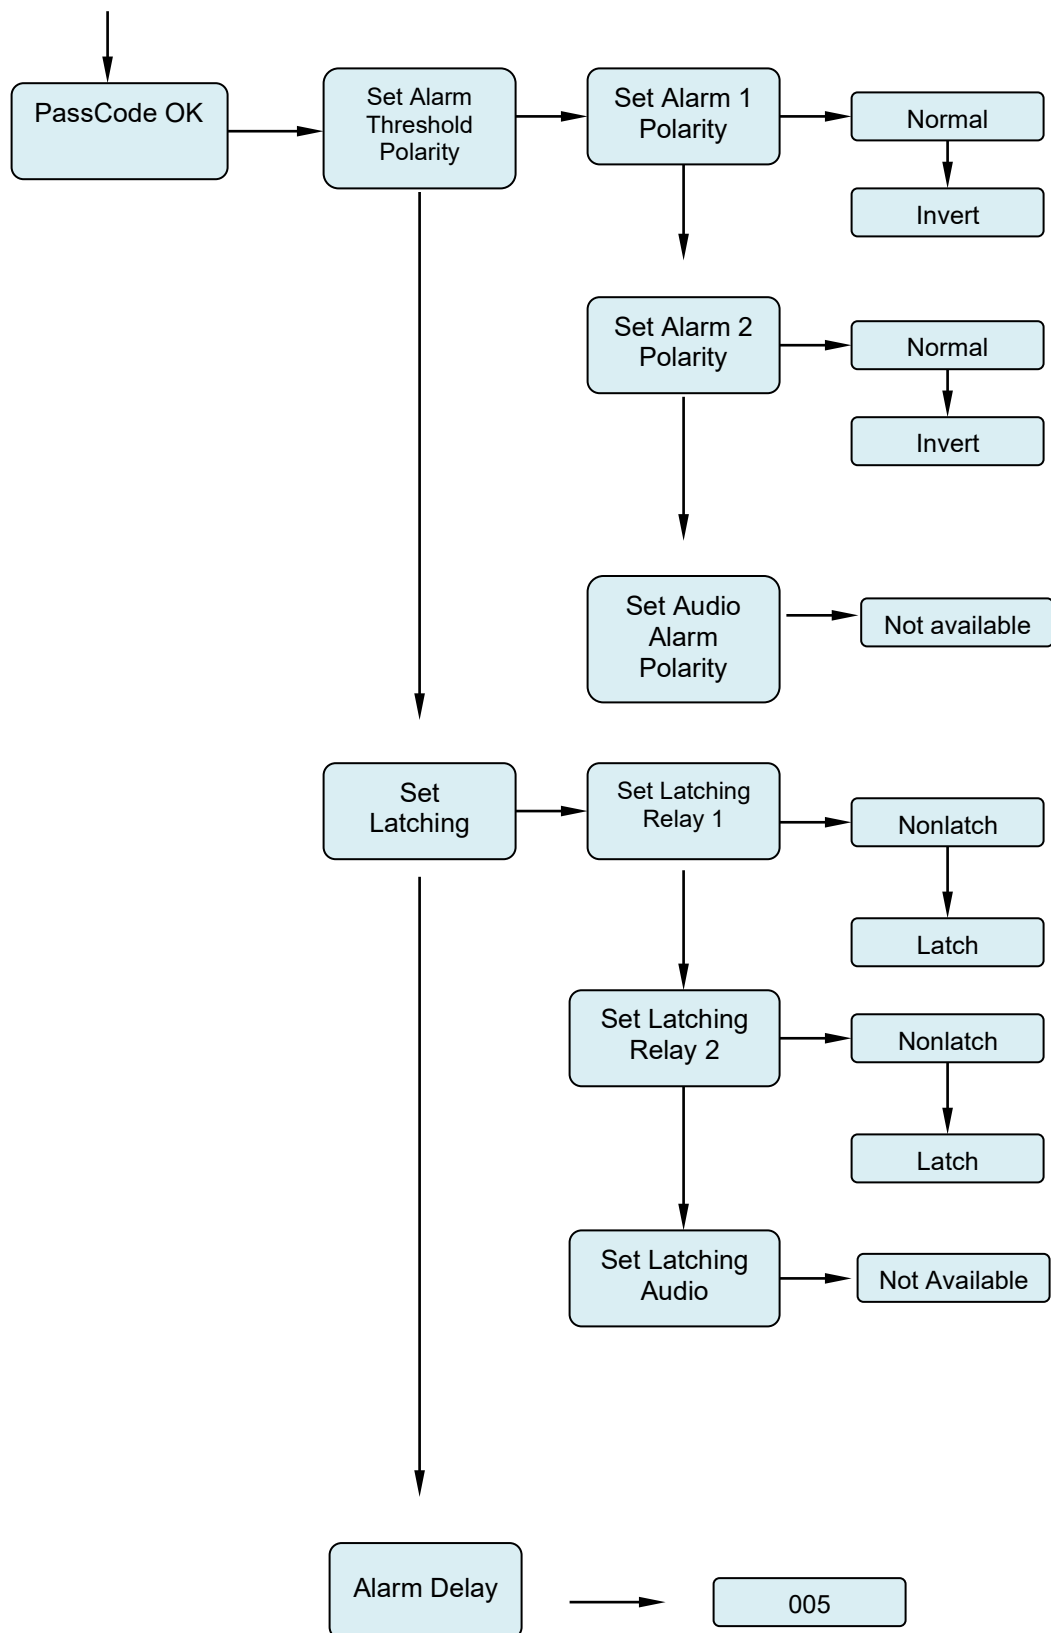 PassCode OK
Set Alarm
Threshold
Polarity
Set Alarm 1
Polarity
Normal
Invert
Set Alarm 2
Polarity
Normal
Invert
Set Audio
Alarm
Polarity
Not available
Set
Latching
Set Latching
Relay 1
Nonlatch
Latch
Set Latching
Relay 2
Nonlatch
Latch
Set Latching
Audio
Not Available
Alarm Delay
005